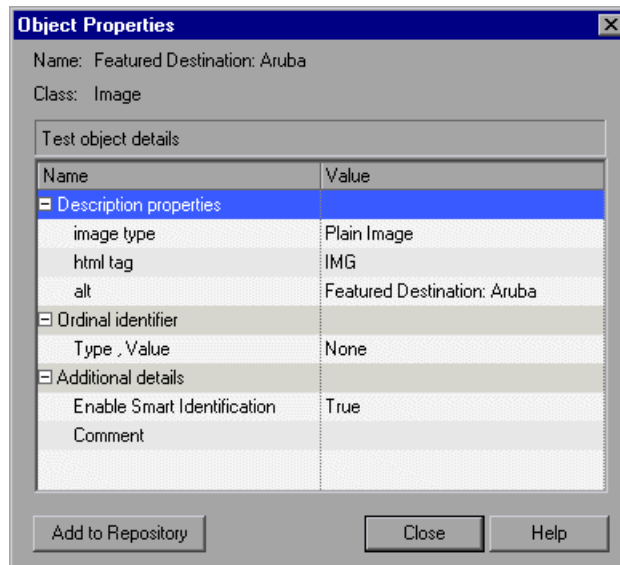 Object Properties
Name: Featured Destination: Aruba
Class: Image
Test object details
Name Value
Description properties
image type Plain Image
html tag IMG
alt Featured Destination: Aruba
Ordinal identifier
Type , Value None
Additional details
Enable Smart Identification True
Comment
Add to Repository Close Help